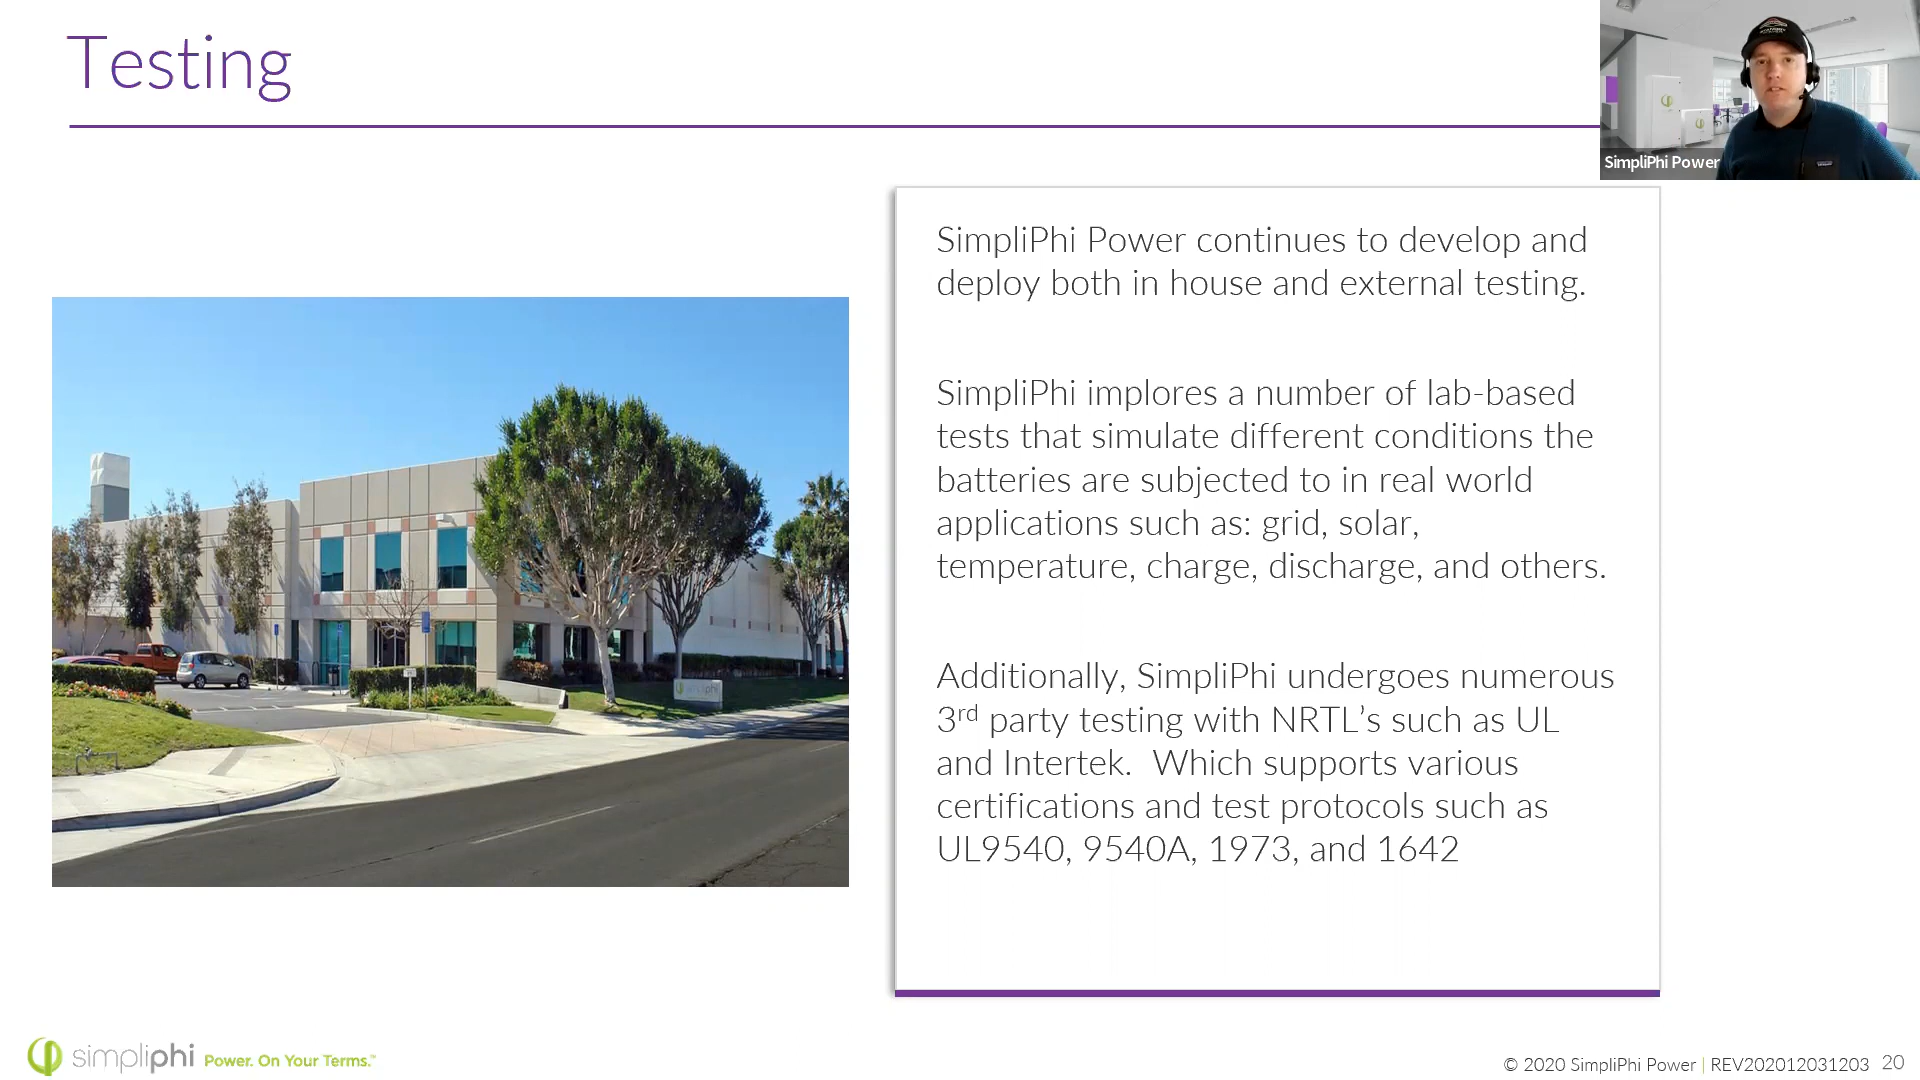 Testing
SimpliPhi Power
SimpliPhi Power continues to develop and
deploy both in house and external testing.
SimpliPhi implores a number of lab-based
tests that simulate different conditions the
batteries are subjected to in real world
applications such as: grid, solar,
temperature, charge, discharge, and others.
Additionally, SimpliPhi undergoes numerous
3rd party testing with NRTL’s such as UL
and Intertek.  Which supports various
certifications and test protocols such as
UL9540, 9540A, 1973, and 1642
simpliphi Power. On Your Terms.™
© 2020 SimpliPhi Power | REV202012031203 20